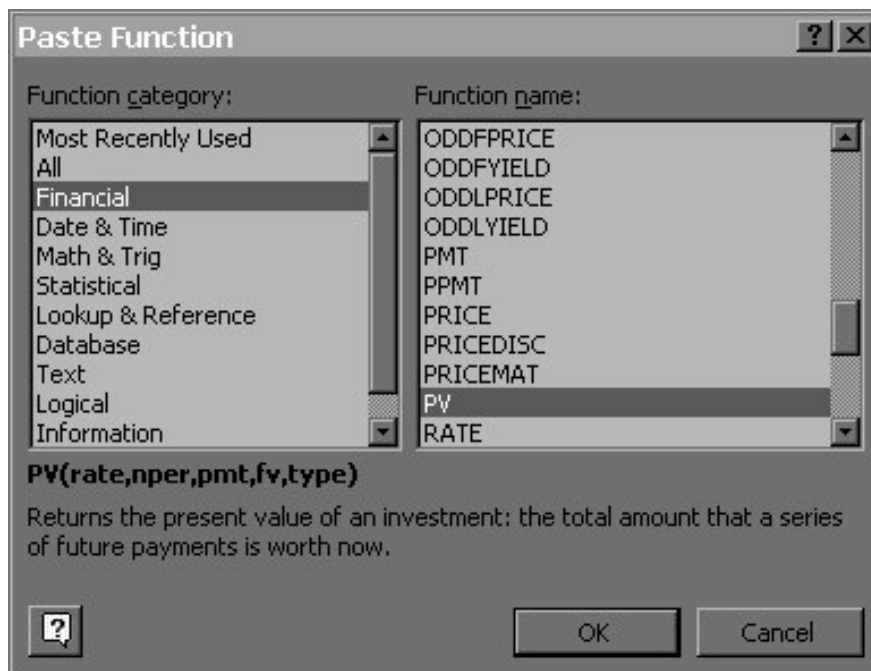 Paste Function
Function category:
Most Recently Used
All
Financial
Date & Time
Math & Trig
Statistical
Lookup & Reference
Database
Text
Logical
Information
Function name:
ODDFPRICE
ODDFYIELD
ODDLPRICE
ODDLYIELD
PMT
PPMT
PRICE
PRICEDISC
PRICEMAT
PV
RATE
PV(rate,nper,pmt,fv,type)
Returns the present value of an investment: the total amount that a series
of future payments is worth now.
OK
Cancel